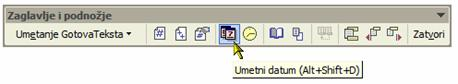 Zaglavlje i podnožje
Umetanje GotovaTeksta Zatvori
Umetni datum (Alt+Shift+D)